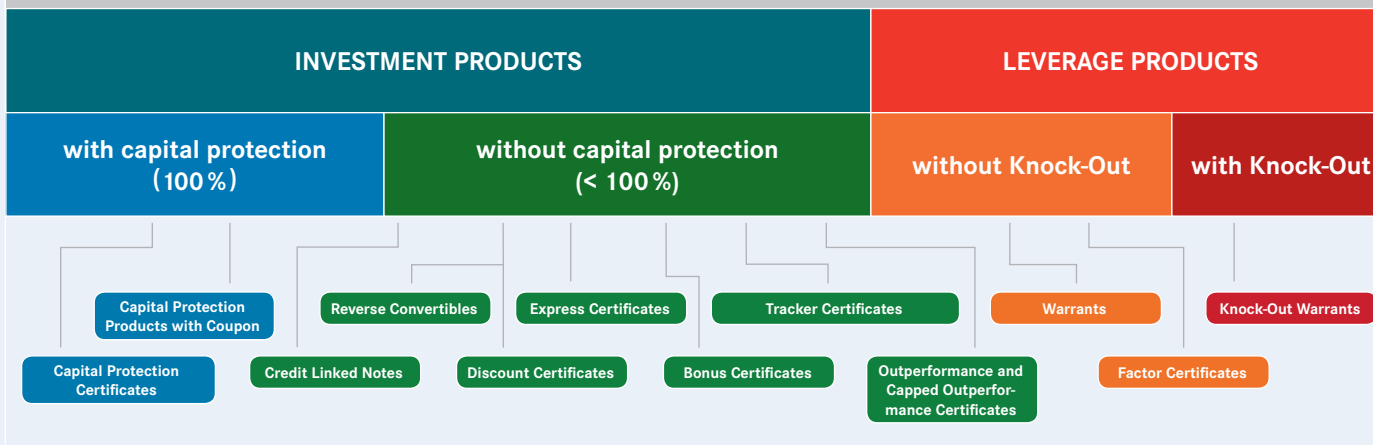 INVESTMENT PRODUCTS
LEVERAGE PRODUCTS
with capital protection
(100 %)
without capital protection
(< 100 %)
without Knock-Out
with Knock-Out
Capital Protection
Products with Coupon
Reverse Convertibles
Express Certificates
Tracker Certificates
Warrants
Knock-Out Warrants
Capital Protection
Certificates
Credit Linked Notes
Discount Certificates
Bonus Certificates
Outperformance and
Capped Outperfor-
mance Certificates
Factor Certificates